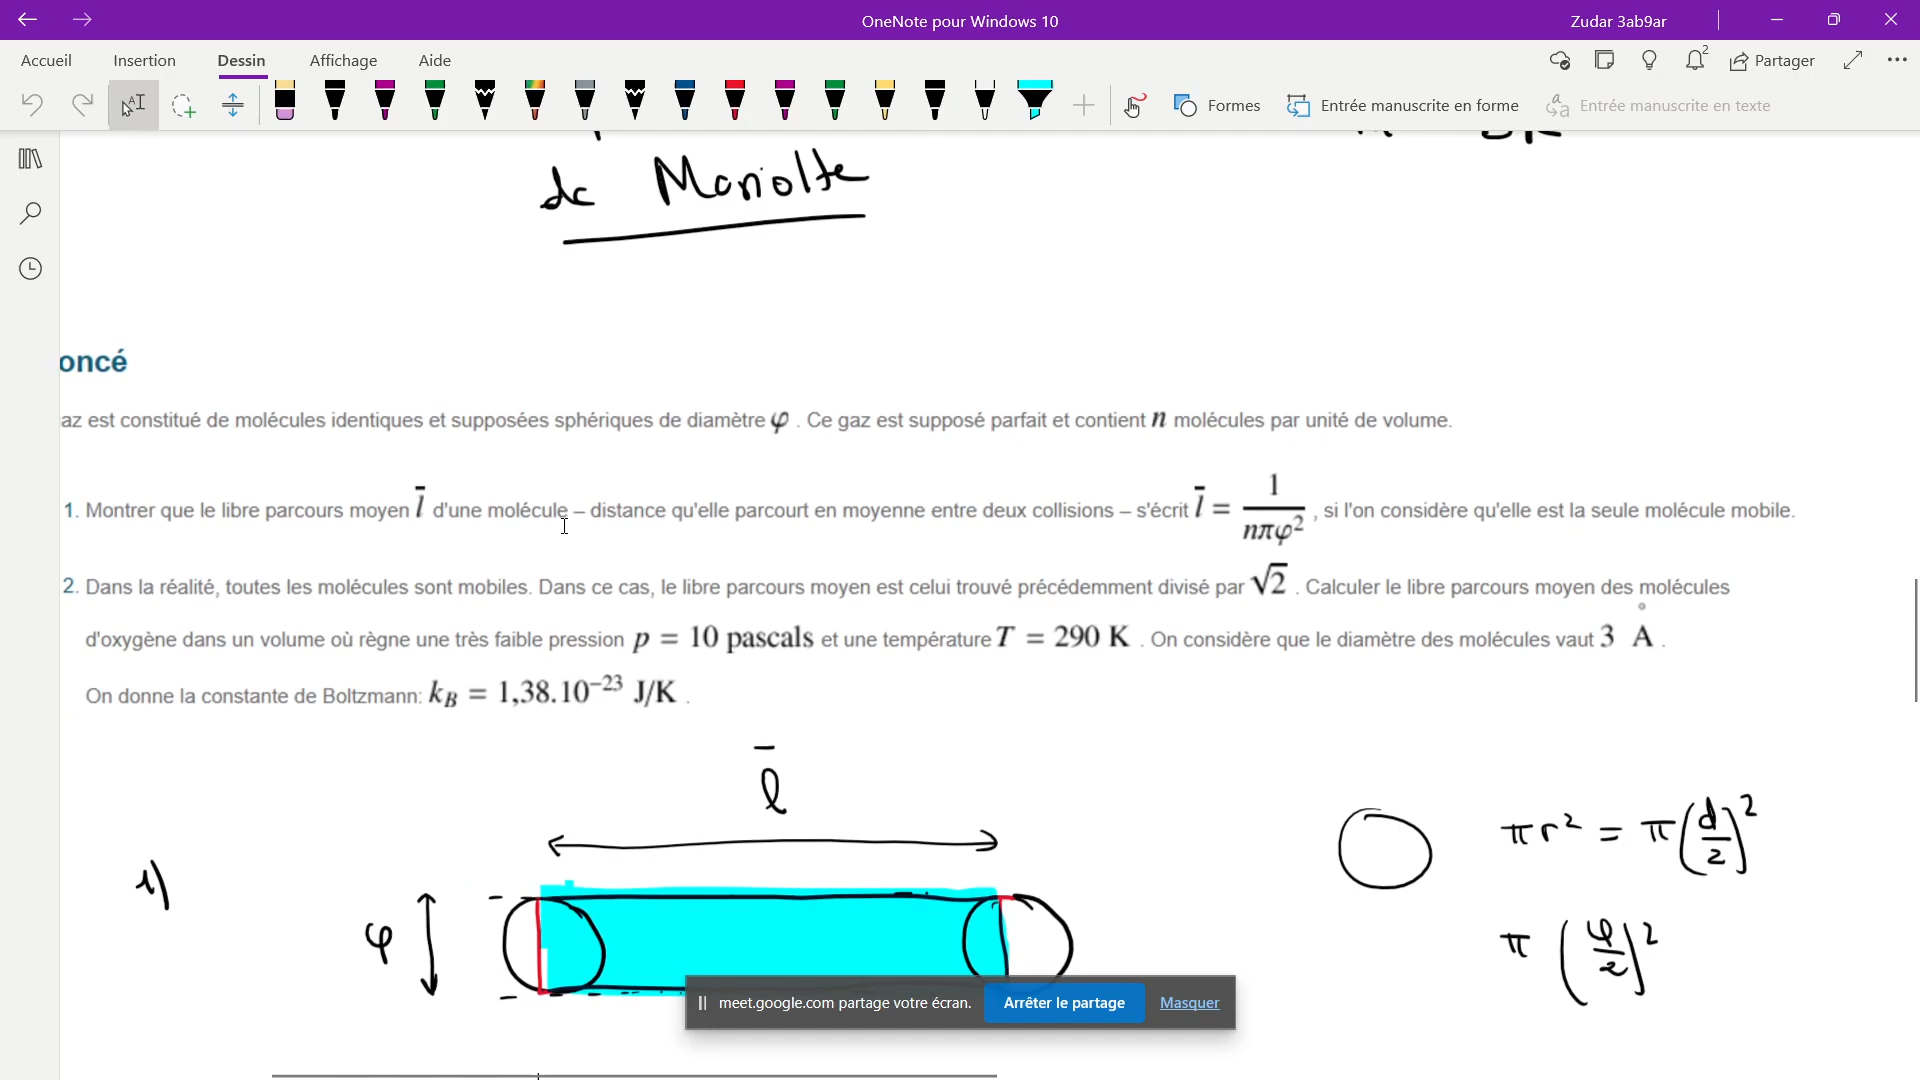 OneNote pour Windows 10
Zudar 3ab9ar
Accueil Insertion Dessin Affichage Aide
2
Partager
Formes
Entrée manuscrite en forme
Entrée manuscrite en texte
de Mariotte
oncé
az est constitué de molécules identiques et supposées sphériques de diamètre φ . Ce gaz est supposé parfait et contient n molécules par unité de volume.
1. Montrer que le libre parcours moyen l̄ d'une molécule – distance qu'elle parcourt en moyenne entre deux collisions – s'écrit l̄ = 1/(nπφ²) , si l'on considère qu'elle est la seule molécule mobile.
2. Dans la réalité, toutes les molécules sont mobiles. Dans ce cas, le libre parcours moyen est celui trouvé précédemment divisé par √2 . Calculer le libre parcours moyen des molécules
d'oxygène dans un volume où règne une très faible pression p = 10 pascals et une température T = 290 K . On considère que le diamètre des molécules vaut 3 Å .
On donne la constante de Boltzmann: k_B = 1,38.10⁻²³ J/K .
l̄
πr² = π(d/2)²
1)
φ
π(φ/2)²
meet.google.com partage votre écran.
Arrêter le partage
Masquer